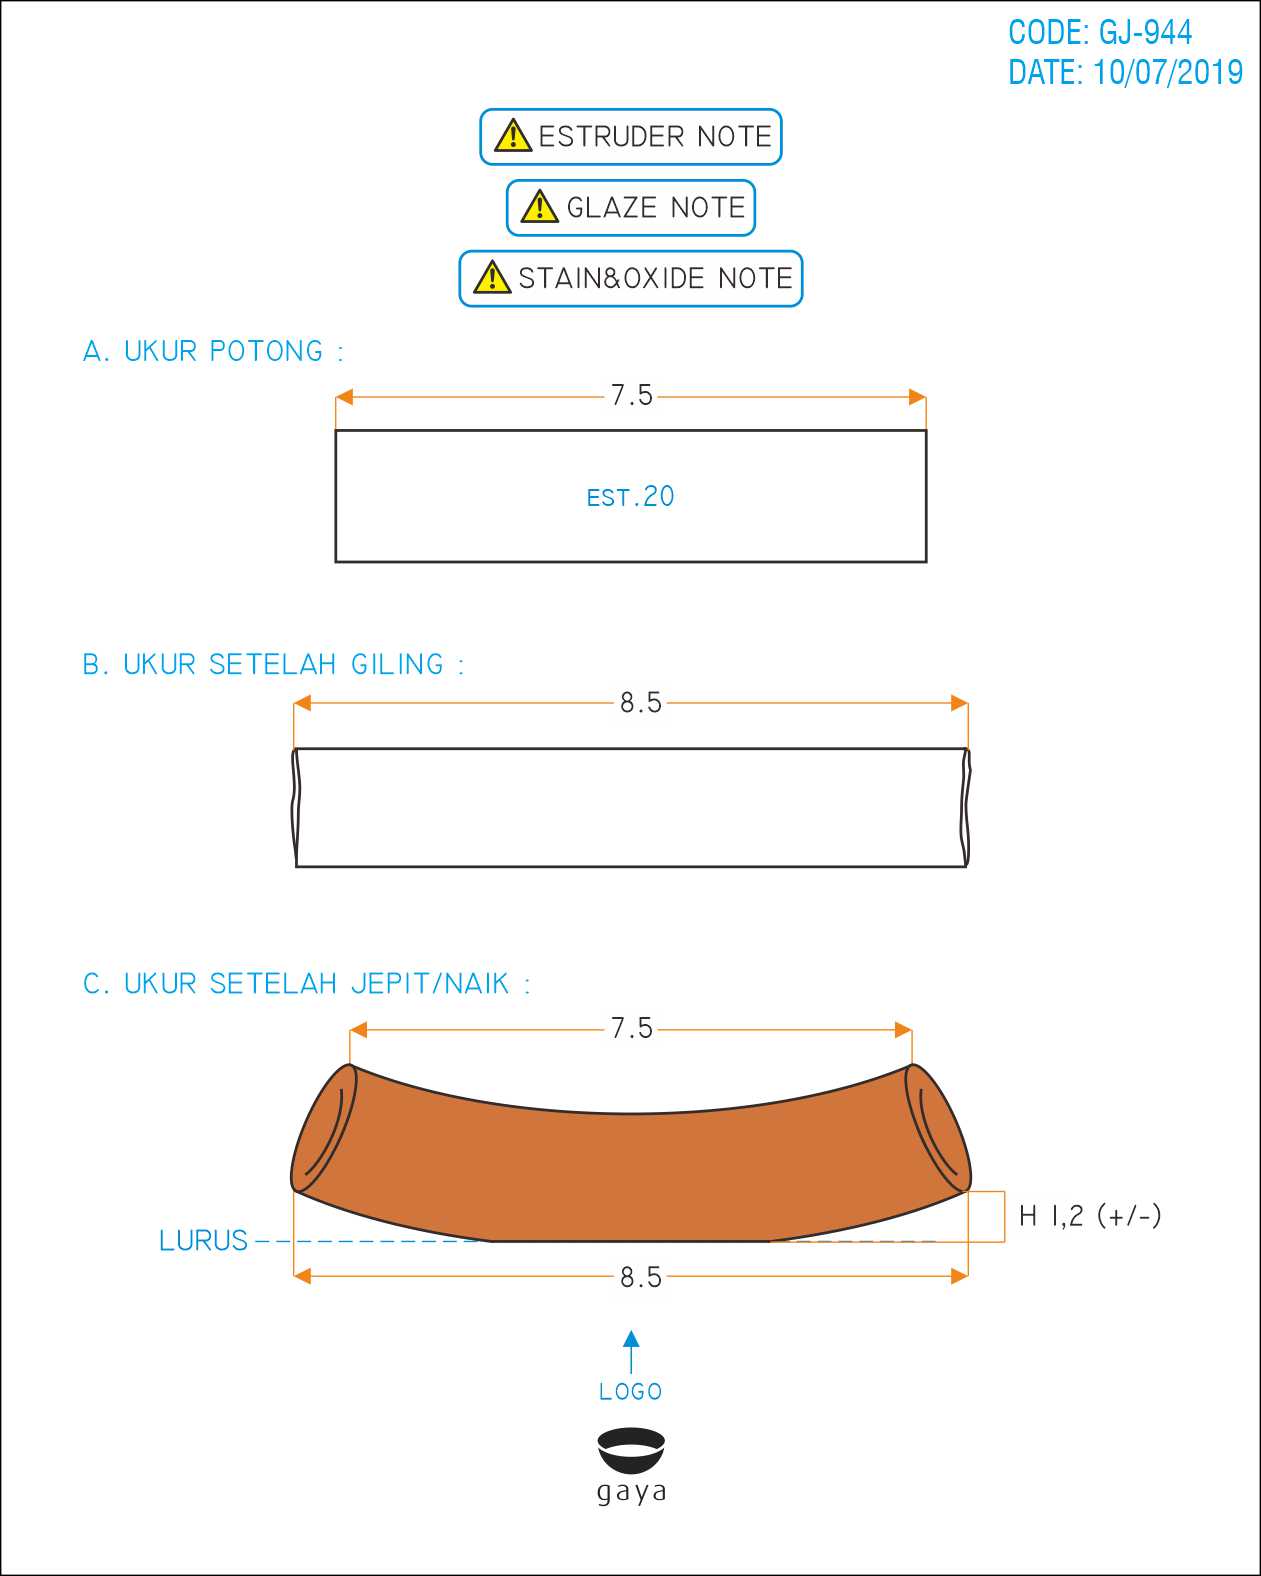 CODE: GJ-944
DATE: 10/07/2019
ESTRUDER NOTE
GLAZE NOTE
STAIN&OXIDE NOTE
A. UKUR POTONG :
7.5
EST.20
B. UKUR SETELAH GILING :
8.5
C. UKUR SETELAH JEPIT/NAIK :
7.5
H 1,2 (+/-)
LURUS
8.5
LOGO
gaya